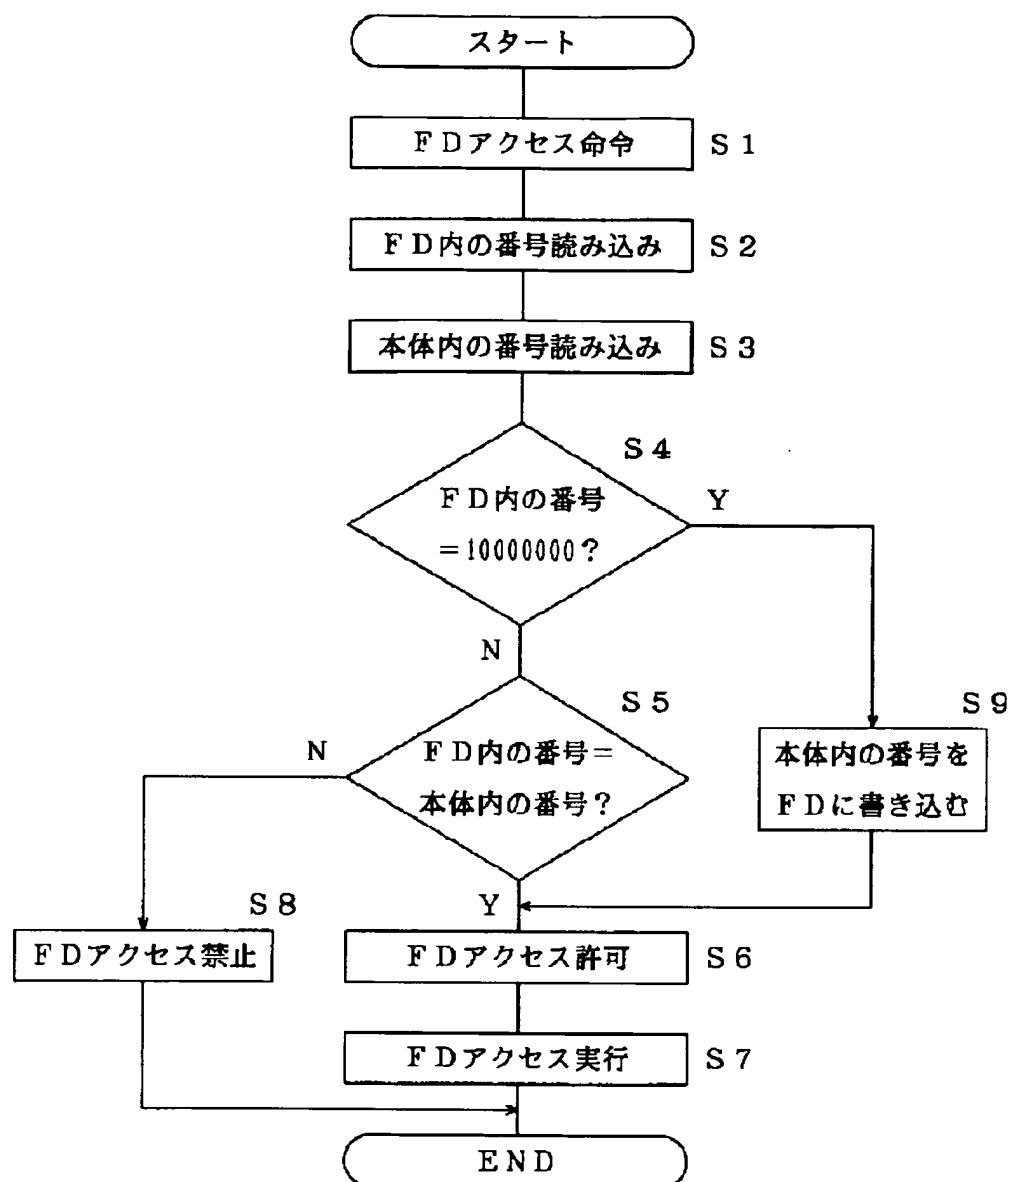 スタート
FDアクセス命令 S1
FD内の番号読み込み S2
本体内の番号読み込み S3
S4
FD内の番号
=10000000?
Y
N
S5
FD内の番号=
本体内の番号?
N
S9
本体内の番号を
FDに書き込む
Y
S8
FDアクセス禁止
FDアクセス許可 S6
FDアクセス実行 S7
END